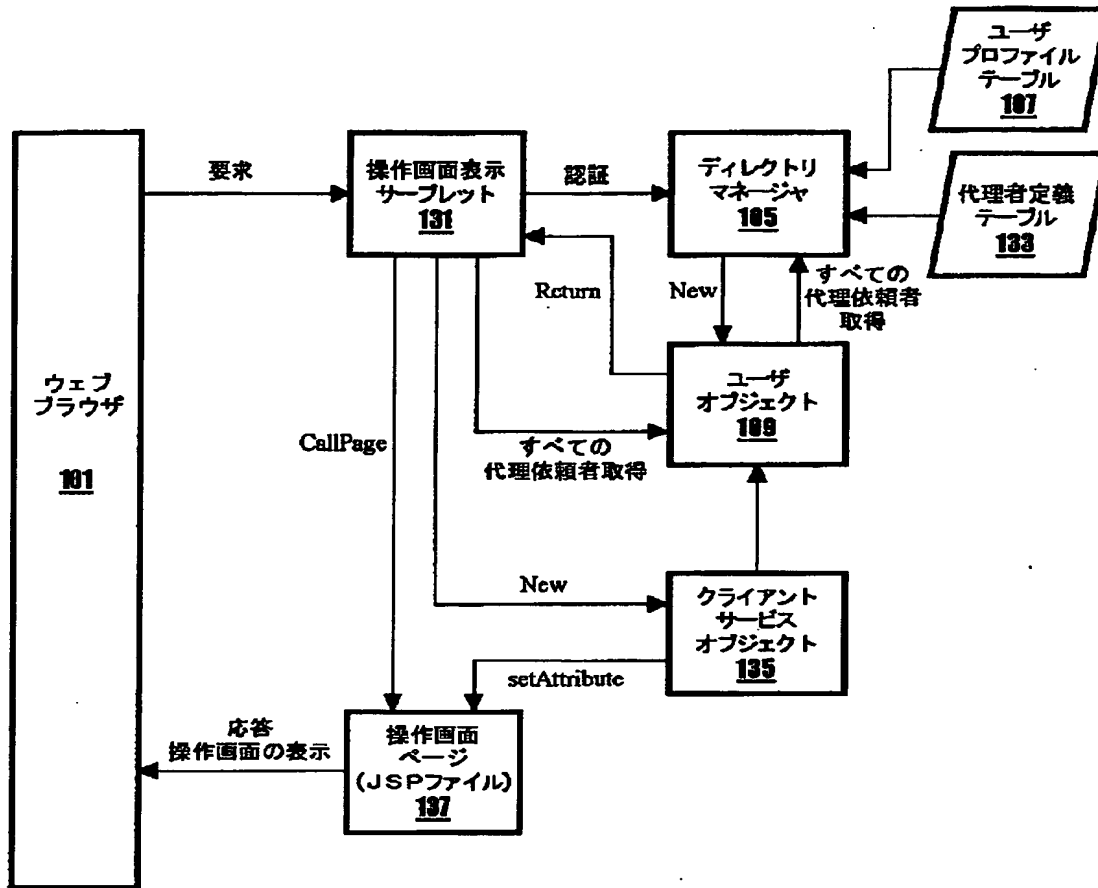 ユーザ
プロファイル
テーブル
107
要求
操作画面表示
サーブレット
131
認証
ディレクトリ
マネージャ
105
代理者定義
テーブル
133
Return
New
すべての
代理依頼者
取得
ウェブ
ブラウザ
101
CallPage
すべての
代理依頼者取得
ユーザ
オブジェクト
109
New
クライアント
サービス
オブジェクト
135
setAttribute
応答
操作画面の表示
操作画面
ページ
(JSPファイル)
137